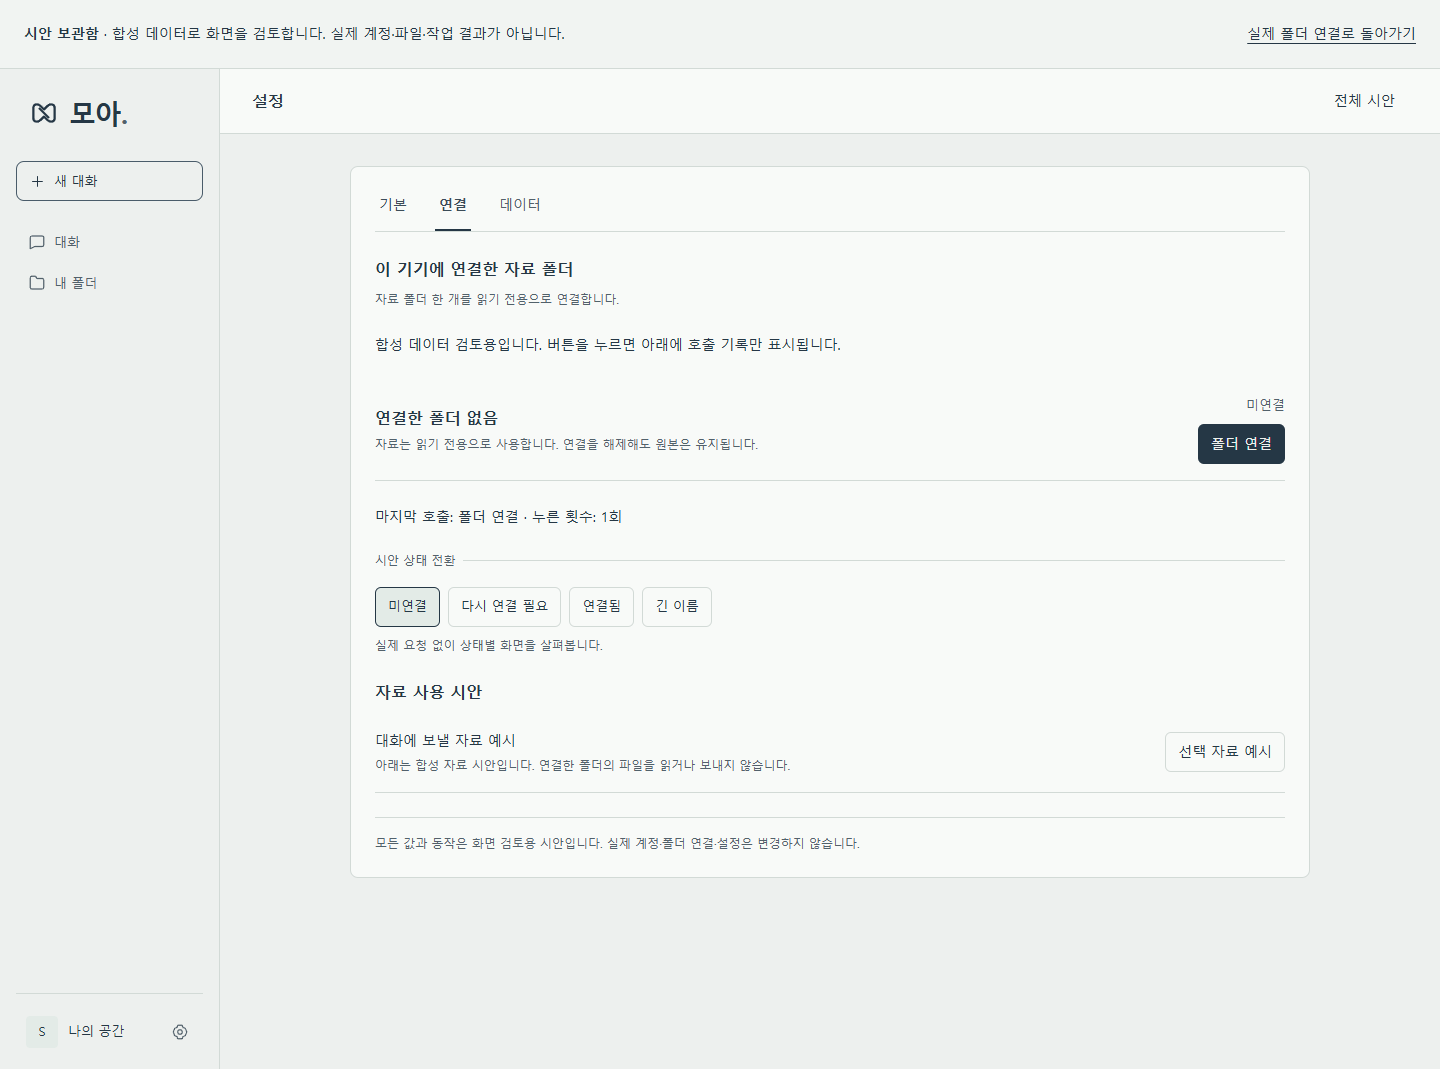 시안 보관함 · 합성 데이터로 화면을 검토합니다. 실제 계정·파일·작업 결과가 아닙니다.
실제 폴더 연결로 돌아가기
모아.
설정
전체 시안
새 대화
대화
내 폴더
기본
연결
데이터
이 기기에 연결한 자료 폴더
자료 폴더 한 개를 읽기 전용으로 연결합니다.
합성 데이터 검토용입니다. 버튼을 누르면 아래에 호출 기록만 표시됩니다.
미연결
연결한 폴더 없음
자료는 읽기 전용으로 사용합니다. 연결을 해제해도 원본은 유지됩니다.
폴더 연결
마지막 호출: 폴더 연결 · 누른 횟수: 1회
시안 상태 전환
미연결
다시 연결 필요
연결됨
긴 이름
실제 요청 없이 상태별 화면을 살펴봅니다.
자료 사용 시안
대화에 보낼 자료 예시
아래는 합성 자료 시안입니다. 연결한 폴더의 파일을 읽거나 보내지 않습니다.
선택 자료 예시
모든 값과 동작은 화면 검토용 시안입니다. 실제 계정·폴더 연결·설정은 변경하지 않습니다.
S
나의 공간